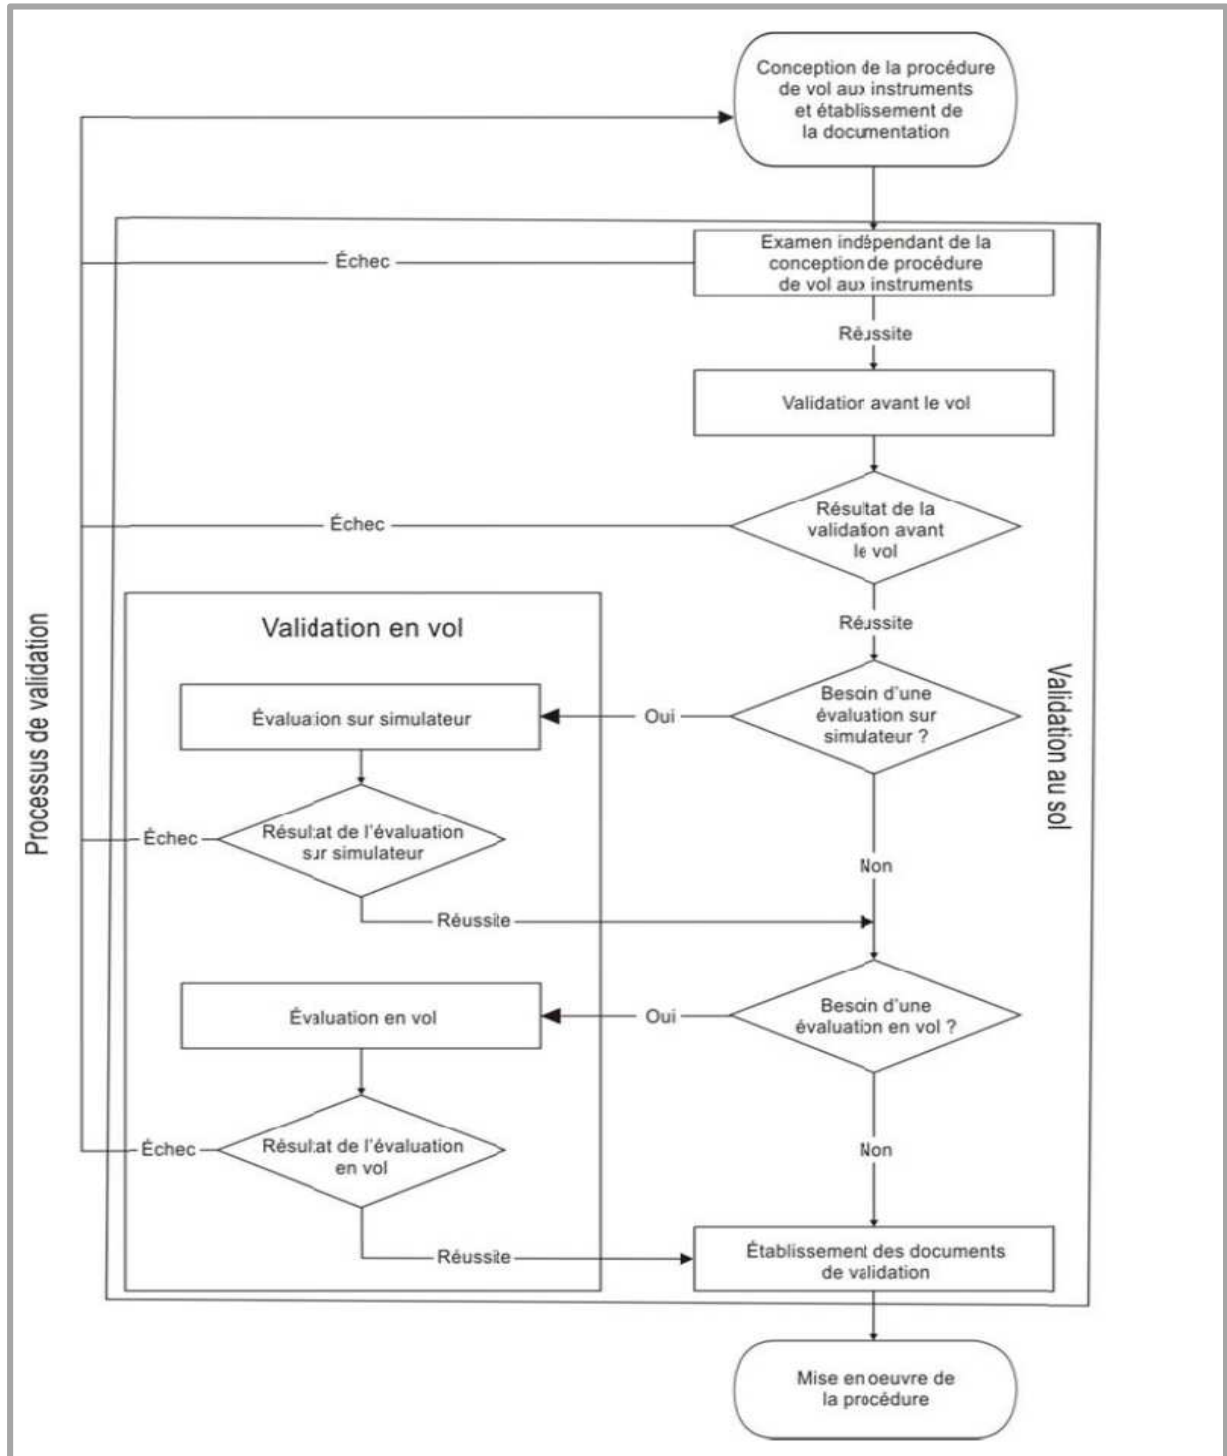 Conception de la procédure
de vol aux instruments
et établissement de
la documentation
Examen indépendant de la
conception de procédure
de vol aux instruments
Échec
Réussite
Validation avant le vol
Résultat de la
validation avant
le vol
Échec
Réussite
Validation en vol
Processus de validation
Validation au sol
Évaluation sur simulateur
Oui
Besoin d'une
évaluation sur
simulateur ?
Échec
Résultat de l'évaluation
sur simulateur
Non
Réussite
Évaluation en vol
Oui
Besoin d'une
évaluation en vol ?
Échec
Résultat de l'évaluation
en vol
Non
Réussite
Établissement des documents
de validation
Mise en oeuvre de
la procédure